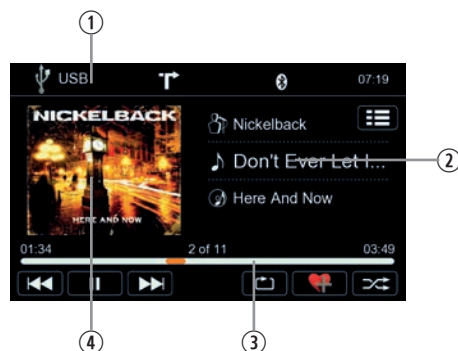 1
USB
07:19
NICKELBACK
HERE AND NOW
Nickelback
Don't Ever Let I...
2
Here And Now
01:34
2 of 11
03:49
4
3